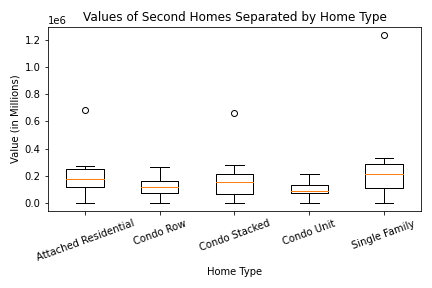 Values of Second Homes Separated by Home Type
1e6
1.2
1.0
0.8
0.6
0.4
0.2
0.0
Value (in Millions)
Attached Residential
Condo Row
Condo Stacked
Condo Unit
Single Family
Home Type